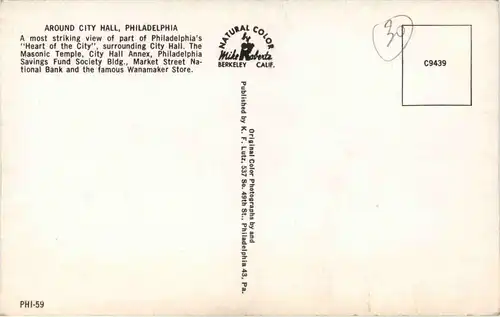 AROUND CITY HALL, PHILADELPHIA
A most striking view of part of Philadelphia's
"Heart of the City", surrounding City Hall. The
Masonic Temple, City Hall Annex, Philadelphia
Savings Fund Society Bldg., Market Street Na-
tional Bank and the famous Wanamaker Store.
NATURAL COLOR
by
Mike Roberts
BERKELEY CALIF.
30
C9439
Original Color Photographs by and
Published by K. F. Lutz, 537 So. 49th St., Philadelphia 43, Pa.
PHI-59